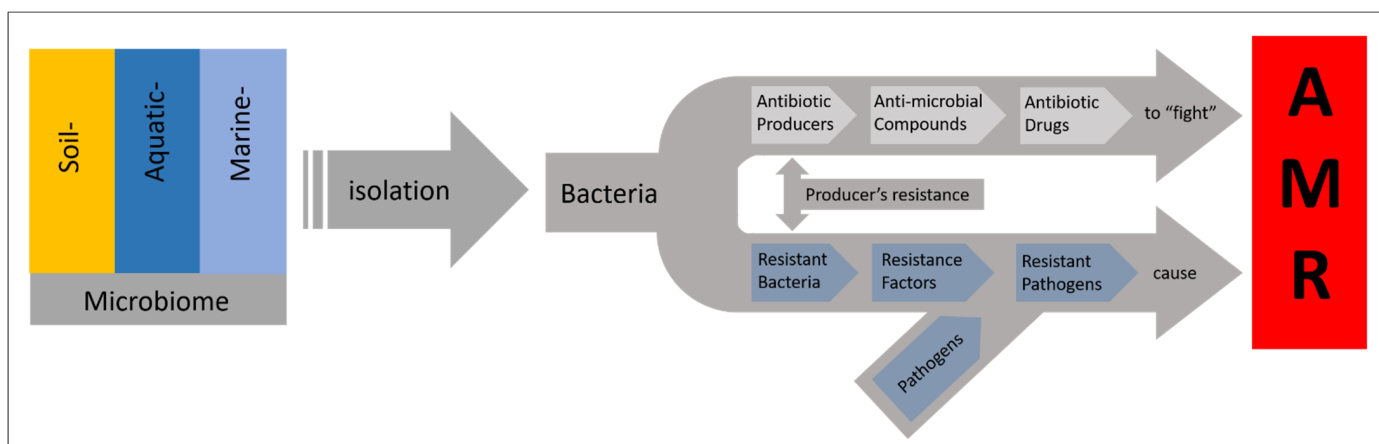 Soil-
Aquatic-
Marine-
Microbiome
isolation
Bacteria
Antibiotic
Producers
Anti-microbial
Compounds
Antibiotic
Drugs
to “fight”
Producer’s resistance
Resistant
Bacteria
Resistance
Factors
Resistant
Pathogens
cause
Pathogens
A
M
R